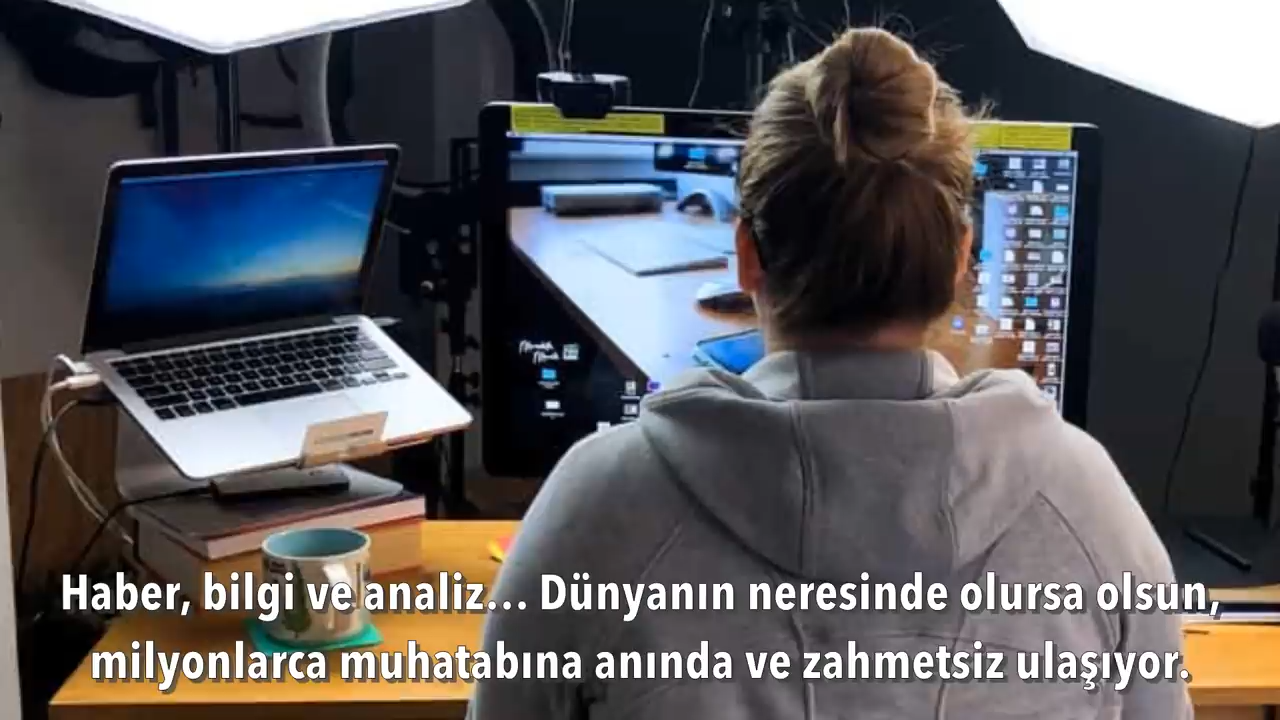 Haber, bilgi ve analiz... Dünyanın neresinde olursa olsun,
milyonlarca muhatabına anında ve zahmetsiz ulaşıyor.